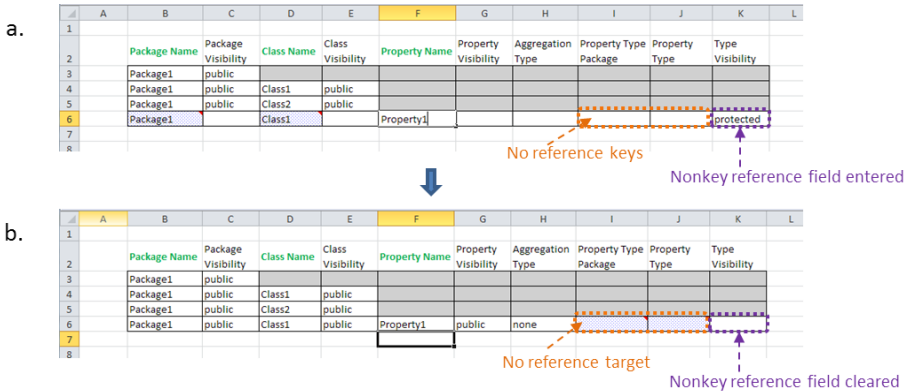 a.
A B C D E F G H I J K L
1
2 Package Name Package Visibility Class Name Class Visibility Property Name Property Visibility Aggregation Type Property Type Package Property Type Type Visibility
3 Package1 public
4 Package1 public Class1 public
5 Package1 public Class2 public
6 Package1 Class1 Property1 protected
7
8
No reference keys
Nonkey reference field entered
b.
A B C D E F G H I J K L
1
2 Package Name Package Visibility Class Name Class Visibility Property Name Property Visibility Aggregation Type Property Type Package Property Type Type Visibility
3 Package1 public
4 Package1 public Class1 public
5 Package1 public Class2 public
6 Package1 public Class1 public Property1 public none
7
8
No reference target
Nonkey reference field cleared